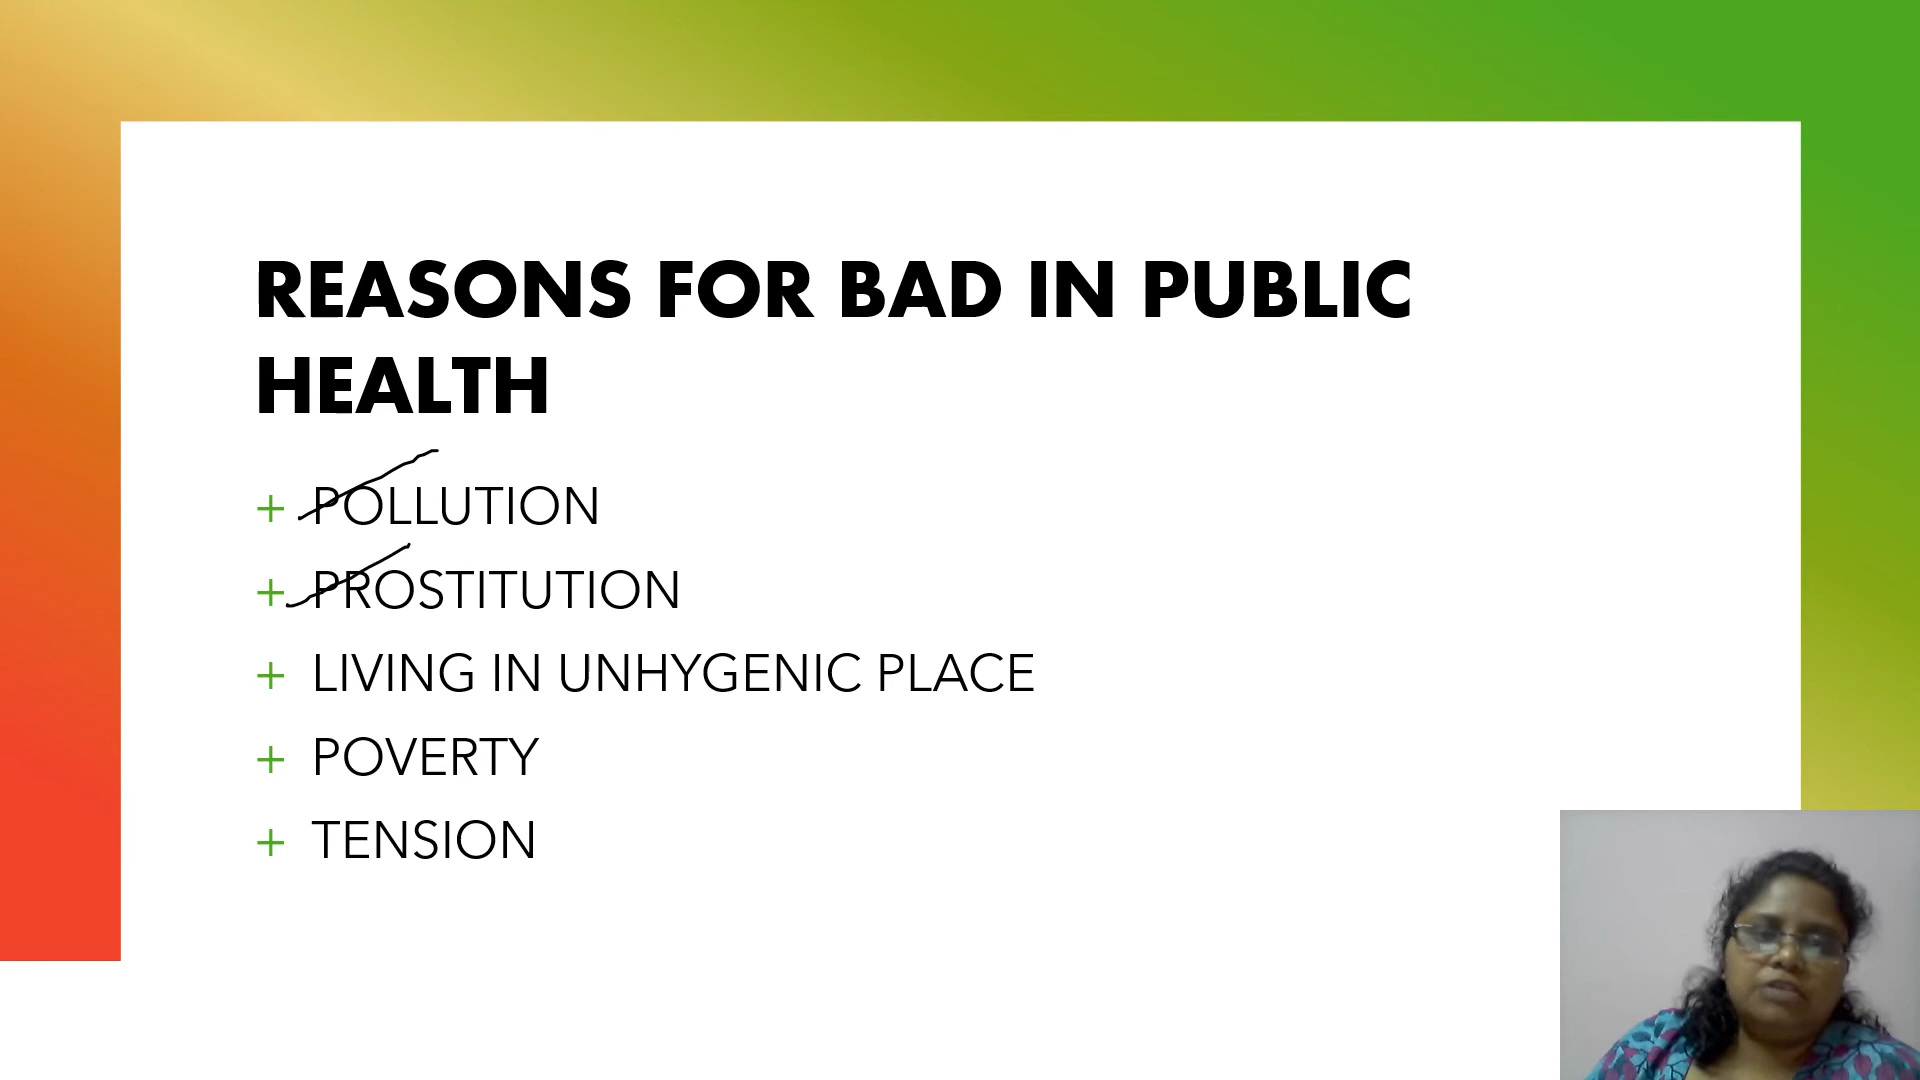 REASONS FOR BAD IN PUBLIC
HEALTH
+ POLLUTION
+ PROSTITUTION
+ LIVING IN UNHYGENIC PLACE
+ POVERTY
+ TENSION